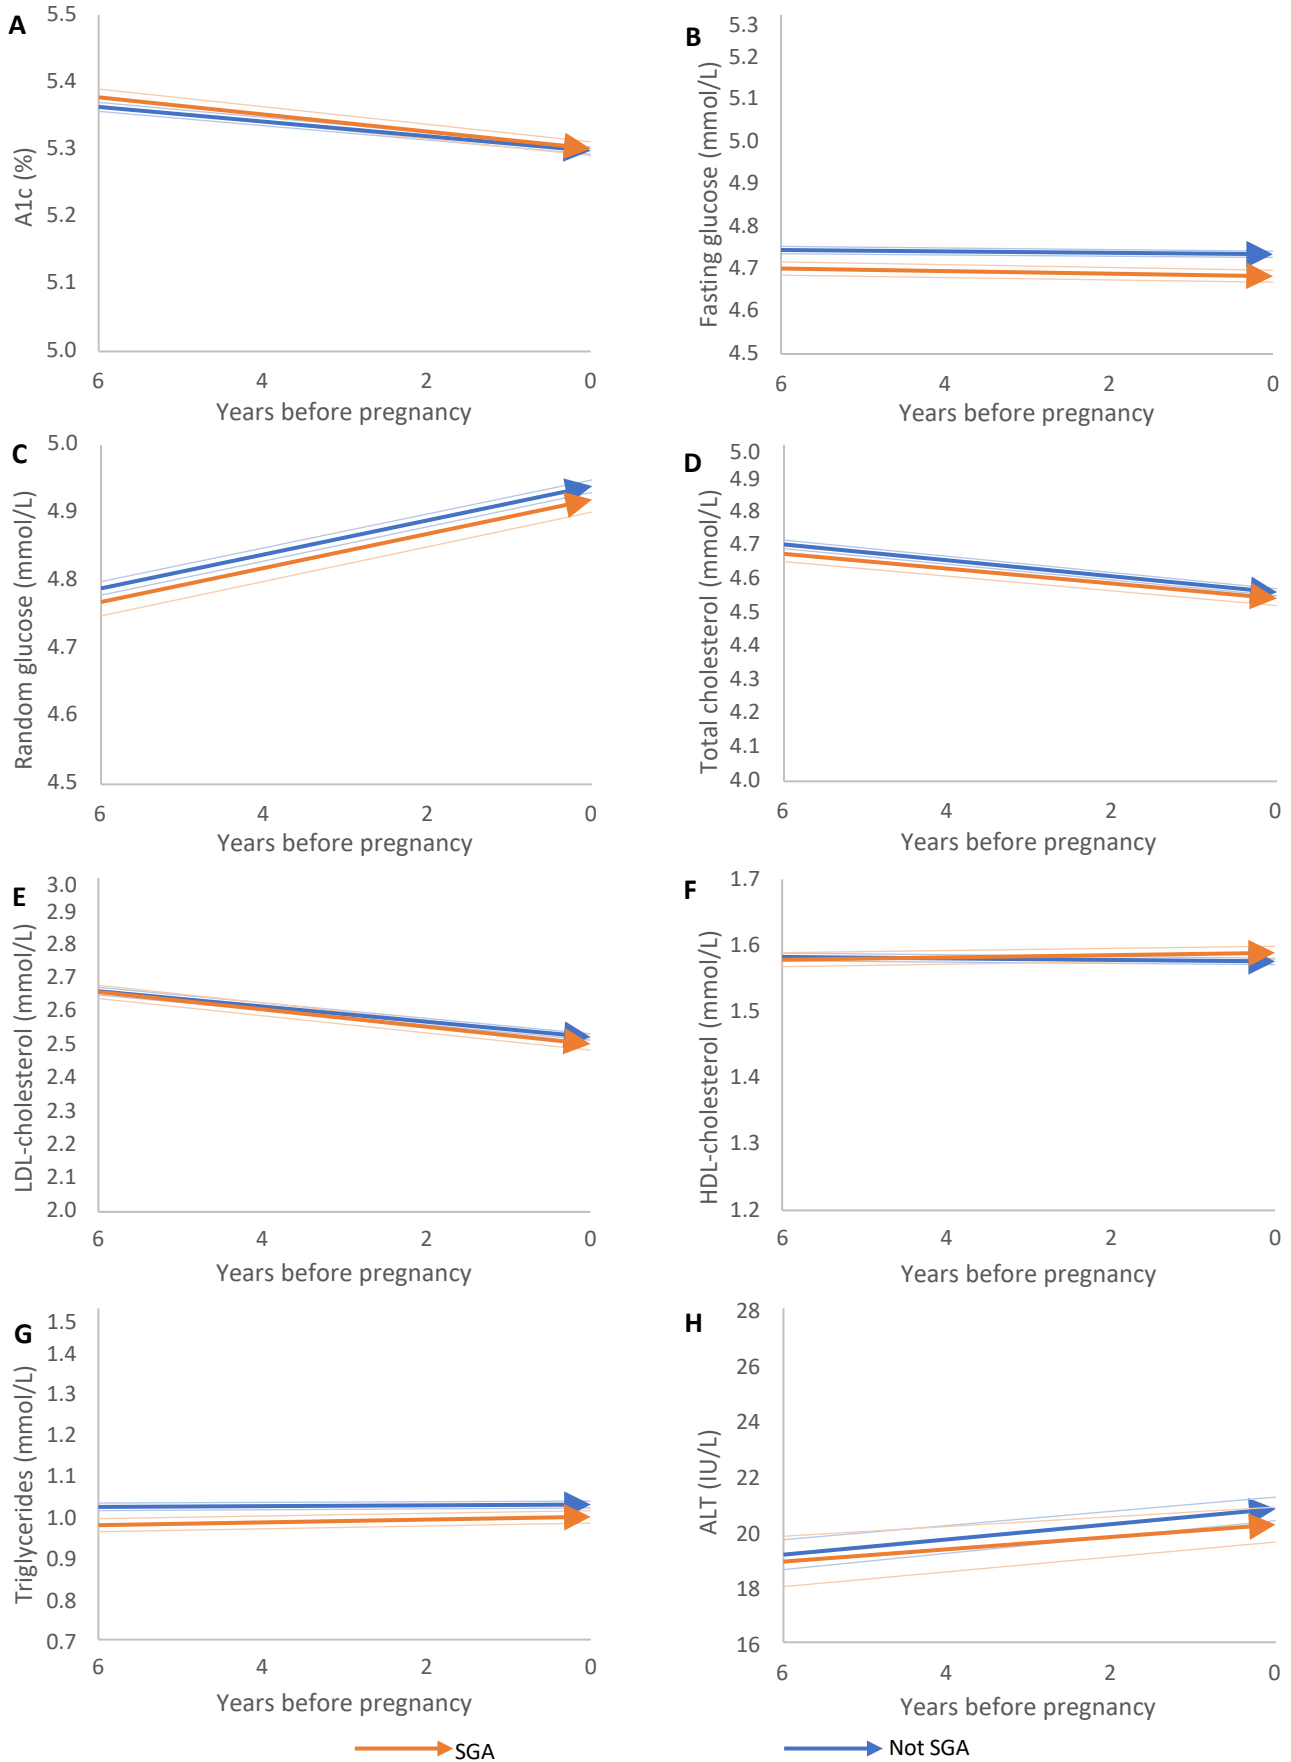 A
5.5
5.4
5.3
5.2
5.1
5.0
A1c (%)
6 4 2 0
Years before pregnancy
B
5.3
5.2
5.1
5.0
4.9
4.8
4.7
4.6
4.5
Fasting glucose (mmol/L)
6 4 2 0
Years before pregnancy
C
5.0
4.9
4.8
4.7
4.6
4.5
Random glucose (mmol/L)
6 4 2 0
Years before pregnancy
D
5.0
4.9
4.8
4.7
4.6
4.5
4.4
4.3
4.2
4.1
4.0
Total cholesterol (mmol/L)
6 4 2 0
Years before pregnancy
E
3.0
2.9
2.8
2.7
2.6
2.5
2.4
2.3
2.2
2.1
2.0
LDL-cholesterol (mmol/L)
6 4 2 0
Years before pregnancy
F
1.7
1.6
1.5
1.4
1.3
1.2
HDL-cholesterol (mmol/L)
6 4 2 0
Years before pregnancy
G
1.5
1.4
1.3
1.2
1.1
1.0
0.9
0.8
0.7
Triglycerides (mmol/L)
6 4 2 0
Years before pregnancy
H
28
26
24
22
20
18
16
ALT (IU/L)
6 4 2 0
Years before pregnancy
SGA
Not SGA